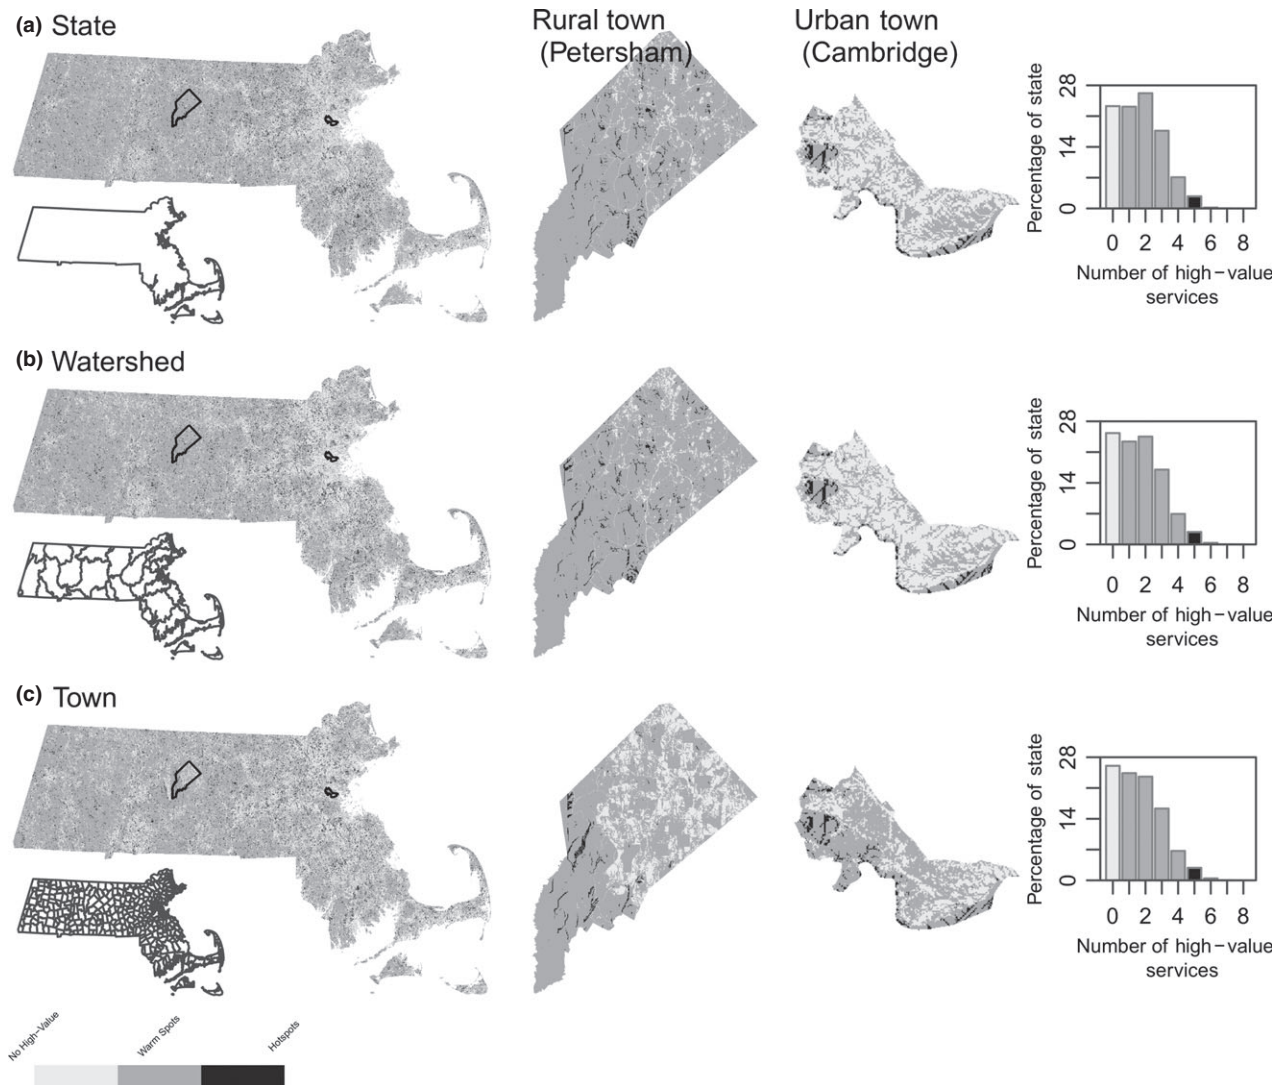 (a) State
Rural town
(Petersham)
Urban town
(Cambridge)
Percentage of state
28
14
0
0 2 4 6 8
Number of high-value
services
(b) Watershed
Percentage of state
28
14
0
0 2 4 6 8
Number of high-value
services
(c) Town
Percentage of state
28
14
0
0 2 4 6 8
Number of high-value
services
No High-Value
Warm Spots
Hotspots